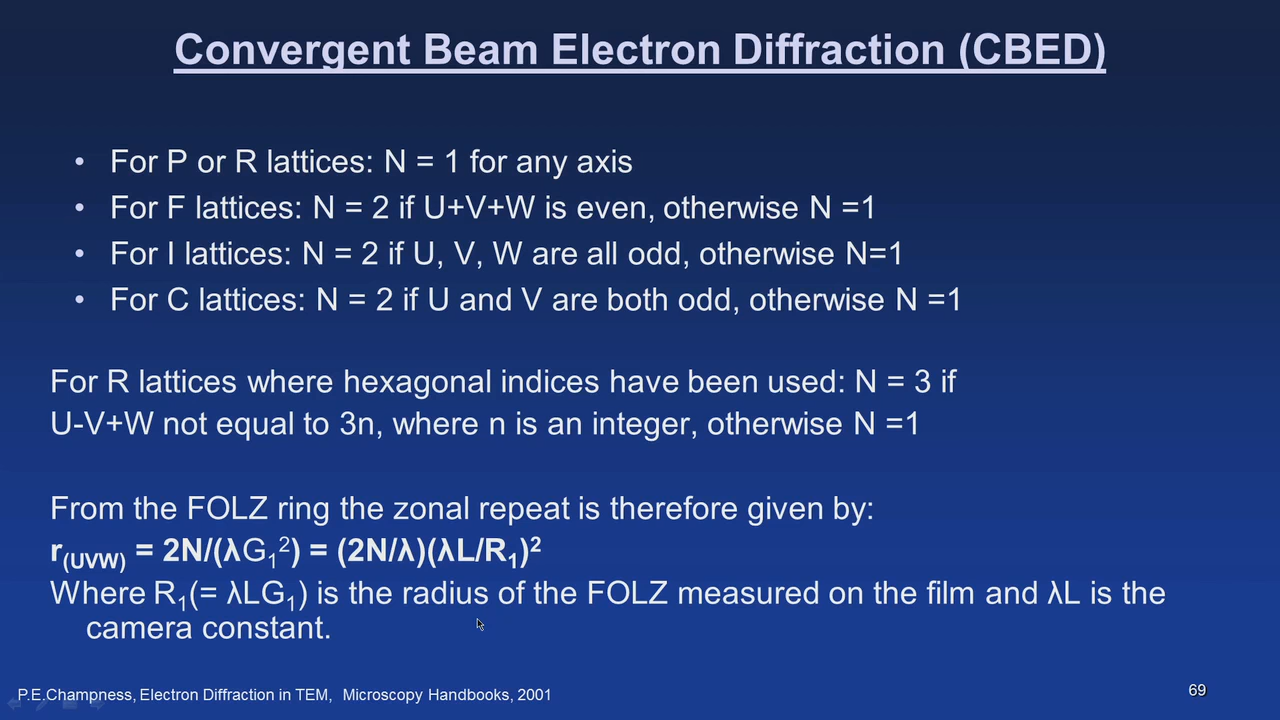 Convergent Beam Electron Diffraction (CBED)
• For P or R lattices: N = 1 for any axis
• For F lattices: N = 2 if U+V+W is even, otherwise N =1
• For I lattices: N = 2 if U, V, W are all odd, otherwise N=1
• For C lattices: N = 2 if U and V are both odd, otherwise N =1
For R lattices where hexagonal indices have been used: N = 3 if
U-V+W not equal to 3n, where n is an integer, otherwise N =1
From the FOLZ ring the zonal repeat is therefore given by:
r(UVW) = 2N/(λG₁²) = (2N/λ)(λL/R₁)²
Where R₁(= λLG₁) is the radius of the FOLZ measured on the film and λL is the
camera constant.
P.E.Champness, Electron Diffraction in TEM, Microscopy Handbooks, 2001
69